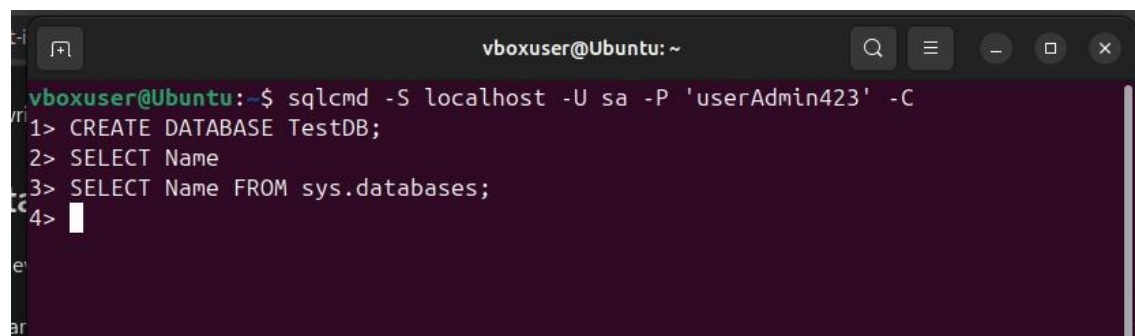 vboxuser@Ubuntu: ~
vboxuser@Ubuntu:~$ sqlcmd -S localhost -U sa -P 'userAdmin423' -C
1> CREATE DATABASE TestDB;
2> SELECT Name
3> SELECT Name FROM sys.databases;
4>